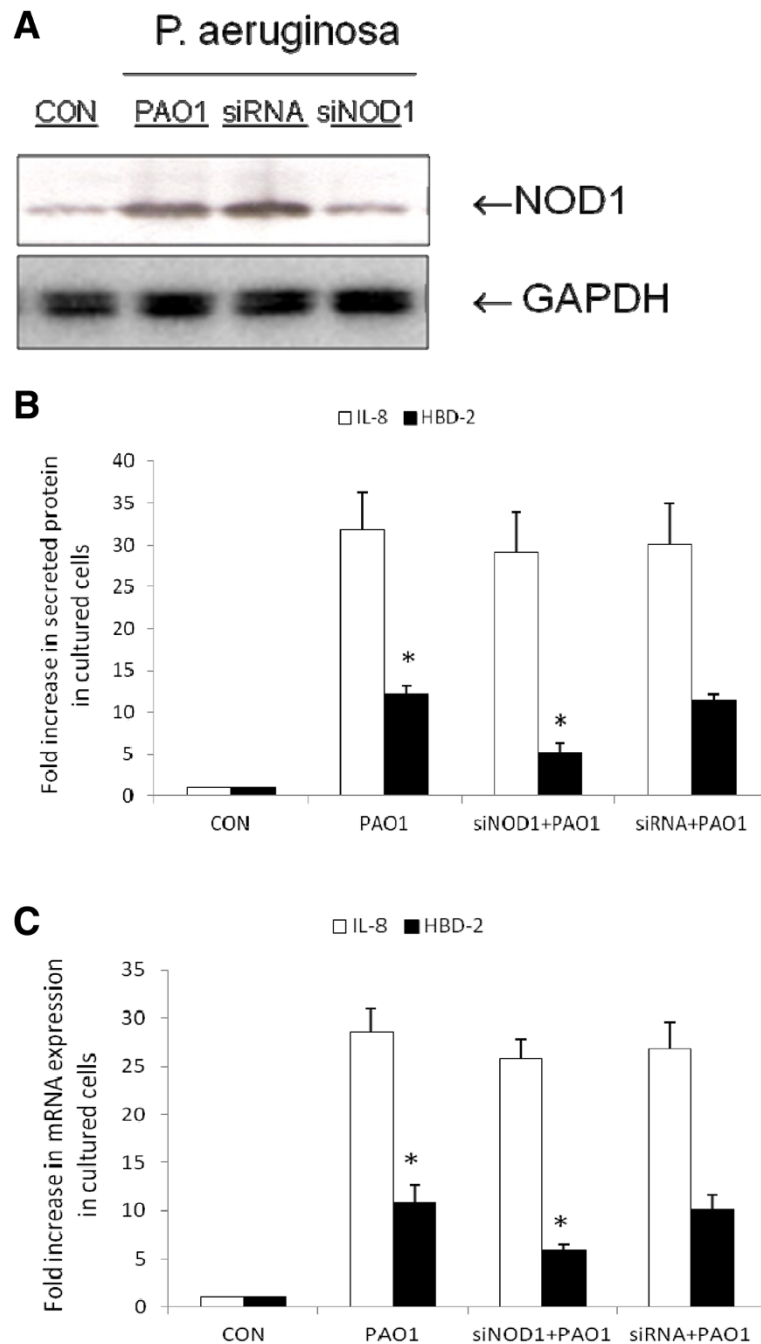 A
P. aeruginosa
CON PAO1 siRNA siNOD1
←NOD1
← GAPDH
B
IL-8 HBD-2
Fold increase in secreted protein
in cultured cells
40
35
30
25
20
15
10
5
0
*
*
CON PAO1 siNOD1+PAO1 siRNA+PAO1
C
IL-8 HBD-2
Fold increase in mRNA expression
in cultured cells
35
30
25
20
15
10
5
0
*
*
CON PAO1 siNOD1+PAO1 siRNA+PAO1